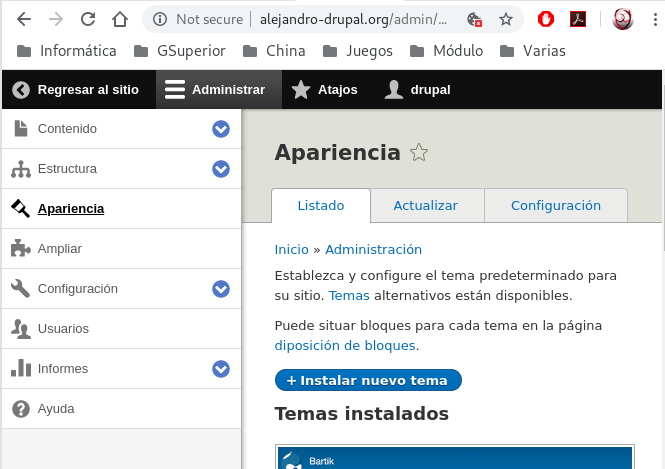 Not secure | alejandro-drupal.org/admin/...
Informática GSuperior China Juegos Módulo Varias
Regresar al sitio Administrar Atajos drupal
Contenido
Estructura
Apariencia
Ampliar
Configuración
Usuarios
Informes
Ayuda
Apariencia
Listado Actualizar Configuración
Inicio » Administración
Establezca y configure el tema predeterminado para
su sitio. Temas alternativos están disponibles.
Puede situar bloques para cada tema en la página
diposición de bloques.
+ Instalar nuevo tema
Temas instalados
Bartik